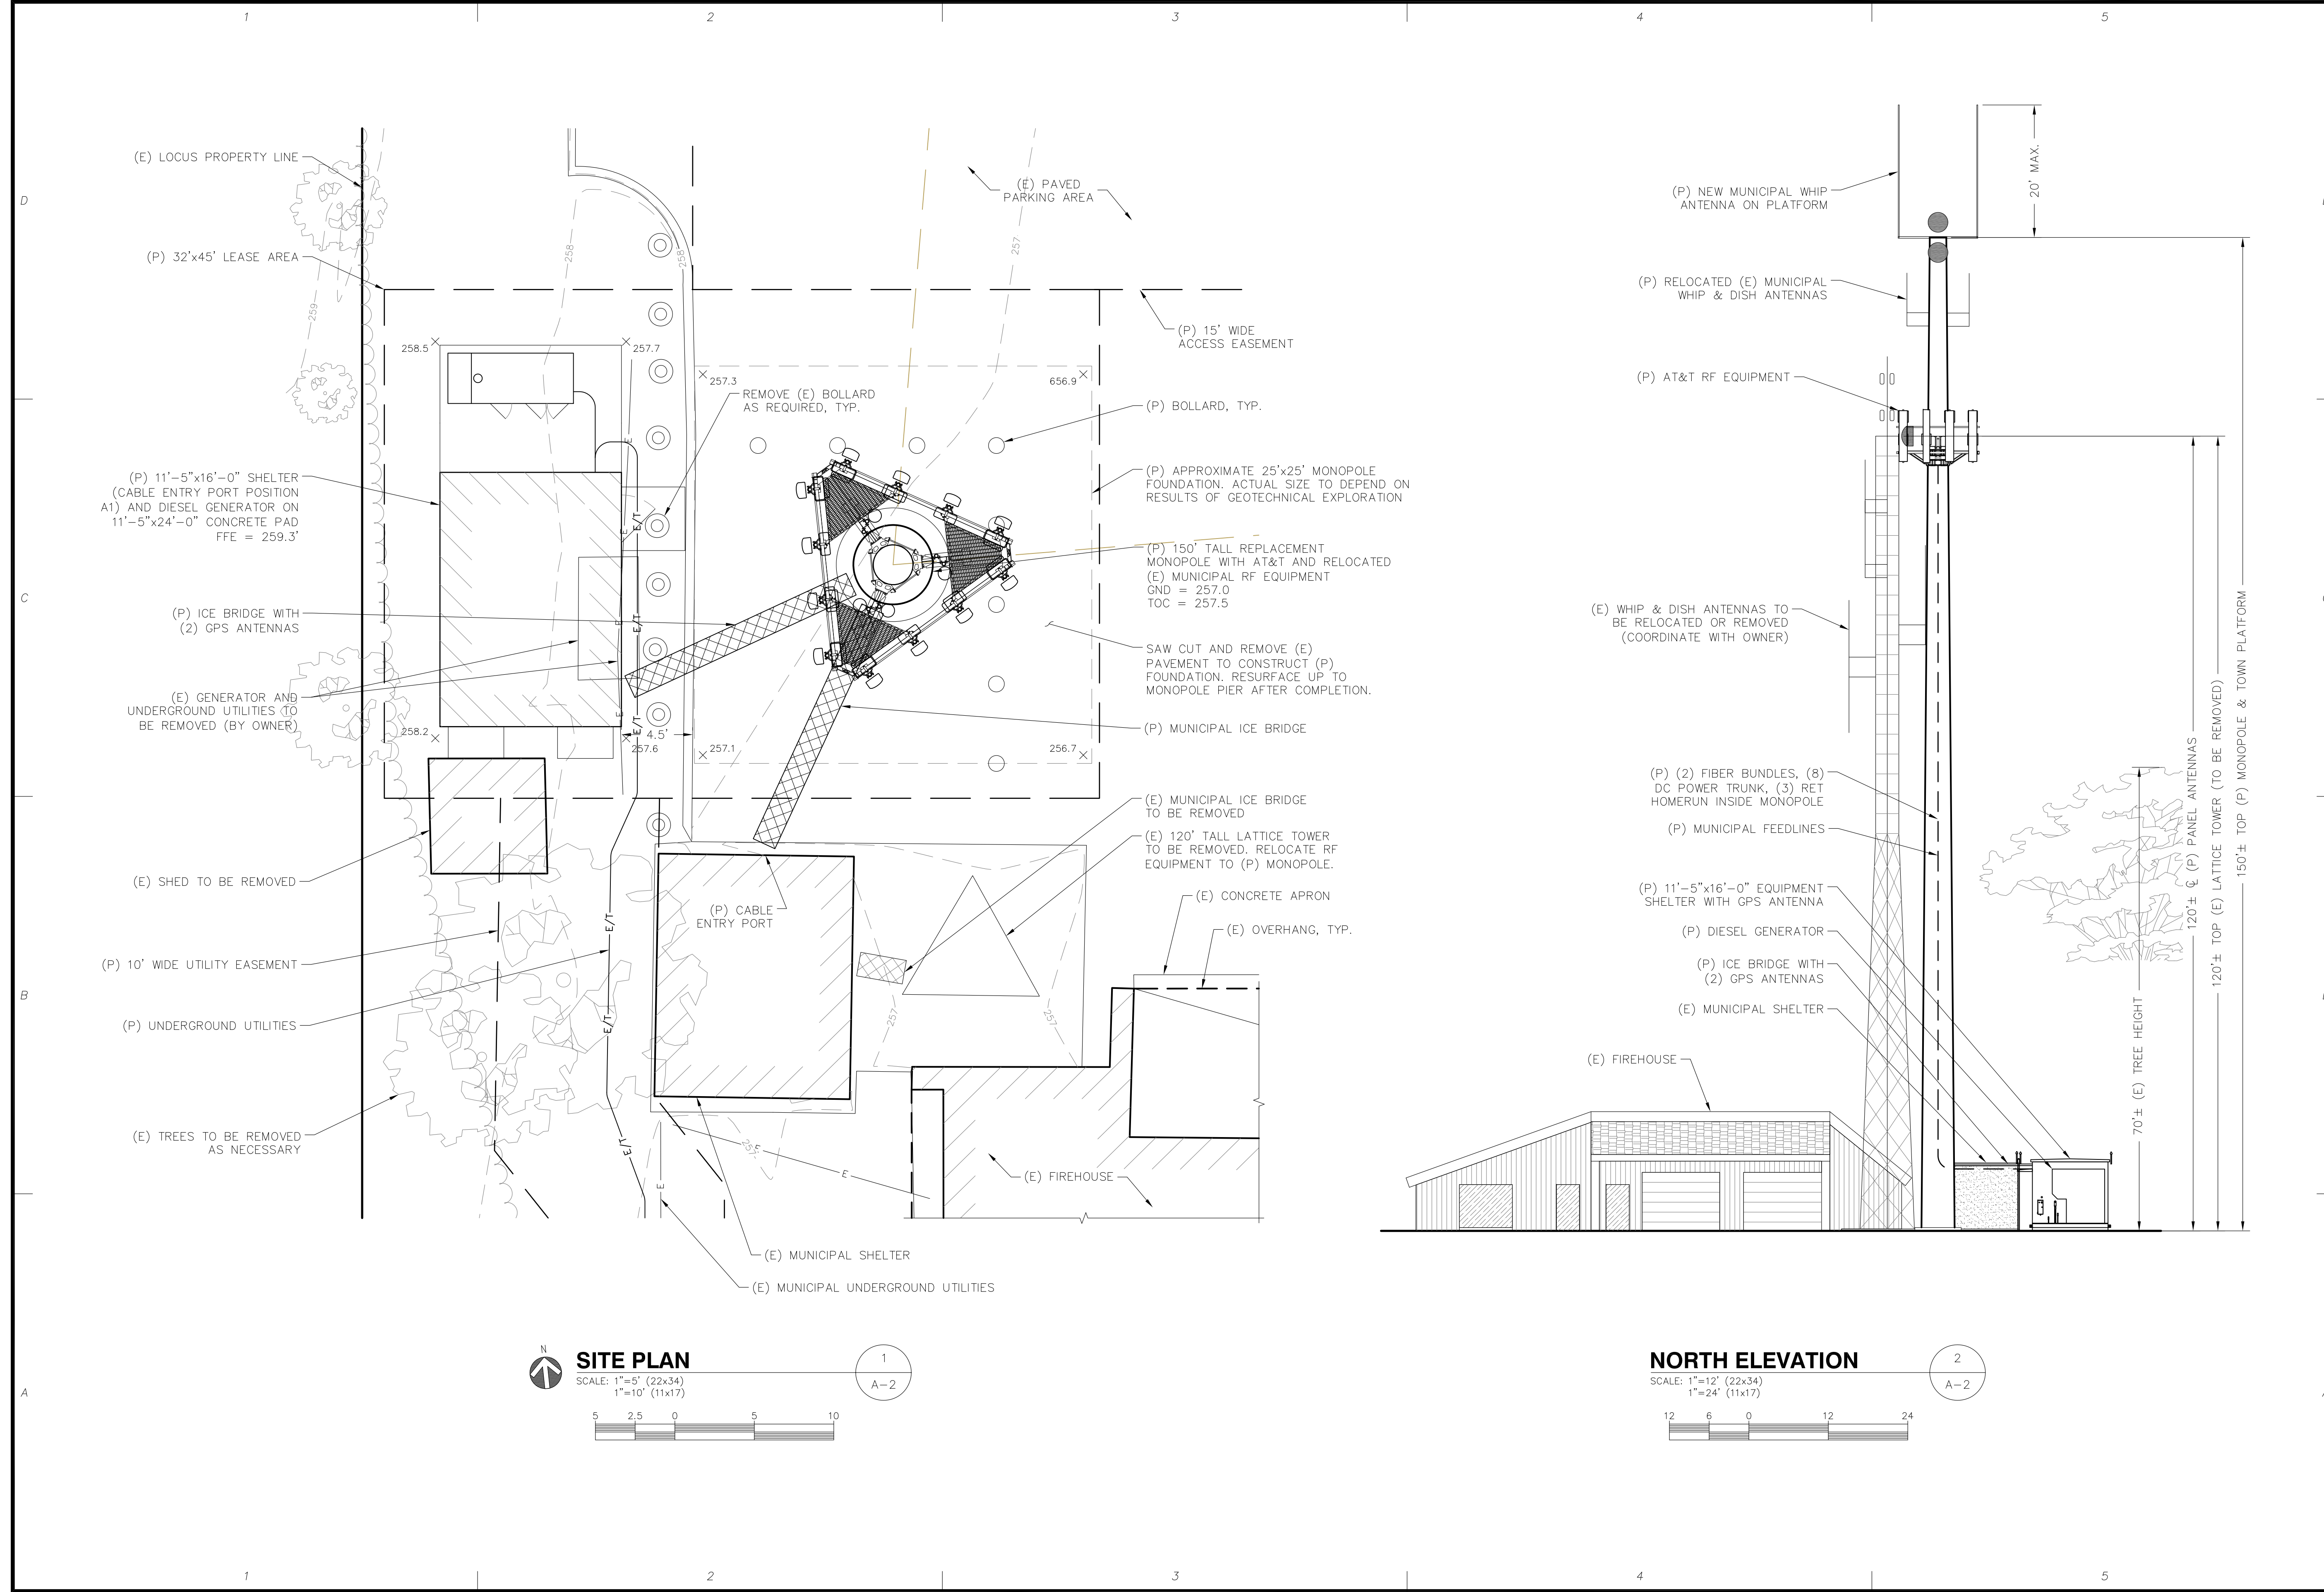 1 2 3 4 5
D
C
B
A
(E) LOCUS PROPERTY LINE
(P) 32'x45' LEASE AREA
(P) 11'-5"x16'-0" SHELTER
(CABLE ENTRY PORT POSITION
A1) AND DIESEL GENERATOR ON
11'-5"x24'-0" CONCRETE PAD
FFE = 259.3'
(P) ICE BRIDGE WITH
(2) GPS ANTENNAS
(E) GENERATOR AND
UNDERGROUND UTILITIES TO
BE REMOVED (BY OWNER)
(E) SHED TO BE REMOVED
(P) 10' WIDE UTILITY EASEMENT
(P) UNDERGROUND UTILITIES
(E) TREES TO BE REMOVED
AS NECESSARY
259
258
258
257
258.5
257.7
257.3
656.9
258.2
257.6
4.5'
257.1
256.7
E
E
E
E
E
E/T
E/T
E/T
E/T
E/T
E/T
E/T
257
257
257
E
E
E
(E) PAVED
PARKING AREA
(P) 15' WIDE
ACCESS EASEMENT
REMOVE (E) BOLLARD
AS REQUIRED, TYP.
(P) BOLLARD, TYP.
(P) APPROXIMATE 25'x25' MONOPOLE
FOUNDATION. ACTUAL SIZE TO DEPEND ON
RESULTS OF GEOTECHNICAL EXPLORATION
(P) 150' TALL REPLACEMENT
MONOPOLE WITH AT&T AND RELOCATED
(E) MUNICIPAL RF EQUIPMENT
GND = 257.0
TOC = 257.5
SAW CUT AND REMOVE (E)
PAVEMENT TO CONSTRUCT (P)
FOUNDATION. RESURFACE UP TO
MONOPOLE PIER AFTER COMPLETION.
(P) MUNICIPAL ICE BRIDGE
(E) MUNICIPAL ICE BRIDGE
TO BE REMOVED
(E) 120' TALL LATTICE TOWER
TO BE REMOVED. RELOCATE RF
EQUIPMENT TO (P) MONOPOLE.
(P) CABLE
ENTRY PORT
(E) CONCRETE APRON
(E) OVERHANG, TYP.
(E) FIREHOUSE
(E) MUNICIPAL SHELTER
(E) MUNICIPAL UNDERGROUND UTILITIES
N
SITE PLAN
SCALE: 1"=5' (22x34)
1"=10' (11x17)
1
A-2
5 2.5 0 5 10
(P) NEW MUNICIPAL WHIP
ANTENNA ON PLATFORM
20' MAX.
(P) RELOCATED (E) MUNICIPAL
WHIP & DISH ANTENNAS
(P) AT&T RF EQUIPMENT
(E) WHIP & DISH ANTENNAS TO
BE RELOCATED OR REMOVED
(COORDINATE WITH OWNER)
(P) (2) FIBER BUNDLES, (8)
DC POWER TRUNK, (3) RET
HOMERUN INSIDE MONOPOLE
(P) MUNICIPAL FEEDLINES
(P) 11'-5"x16'-0" EQUIPMENT
SHELTER WITH GPS ANTENNA
(P) DIESEL GENERATOR
(P) ICE BRIDGE WITH
(2) GPS ANTENNAS
(E) MUNICIPAL SHELTER
(E) FIREHOUSE
70'± (E) TREE HEIGHT
120'± ℄ (P) PANEL ANTENNAS
120'± TOP (E) LATTICE TOWER (TO BE REMOVED)
150'± TOP (P) MONOPOLE & TOWN PLATFORM
NORTH ELEVATION
SCALE: 1"=12' (22x34)
1"=24' (11x17)
2
A-2
12 6 0 12 24
1 2 3 4 5